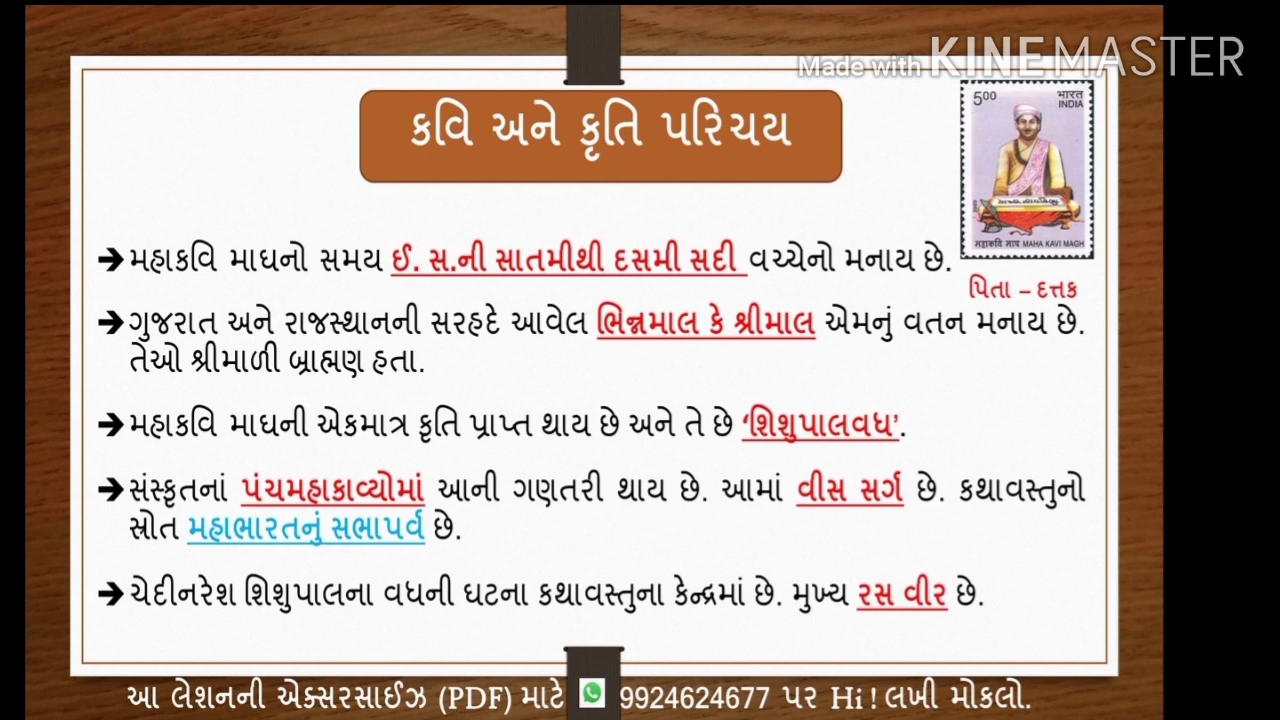 Made with KINEMASTER
કવિ અને કૃતિ પરિચય
5.00 भारत
INDIA
महाकवि माघ MAHA KAVI MAGH
➔ મહાકવિ માઘનો સમય ઈ. સ.ની સાતમીથી દસમી સદી વચ્ચેનો મનાય છે.
પિતા – દત્તક
➔ ગુજરાત અને રાજસ્થાનની સરહદે આવેલ ભિન્નમાલ કે શ્રીમાલ એમનું વતન મનાય છે.
તેઓ શ્રીમાળી બ્રાહ્મણ હતા.
➔ મહાકવિ માઘની એકમાત્ર કૃતિ પ્રાપ્ત થાય છે અને તે છે ‘શિશુપાલવધ’.
➔ સંસ્કૃતનાં પંચમહાકાવ્યોમાં આની ગણતરી થાય છે. આમાં વીસ સર્ગ છે. કથાવસ્તુનો
સ્રોત મહાભારતનું સભાપર્વ છે.
➔ ચેદીનરેશ શિશુપાલના વધની ઘટના કથાવસ્તુના કેન્દ્રમાં છે. મુખ્ય રસ વીર છે.
આ લેશનની એક્સરસાઈઝ (PDF) માટે 9924624677 પર Hi ! લખી મોકલો.